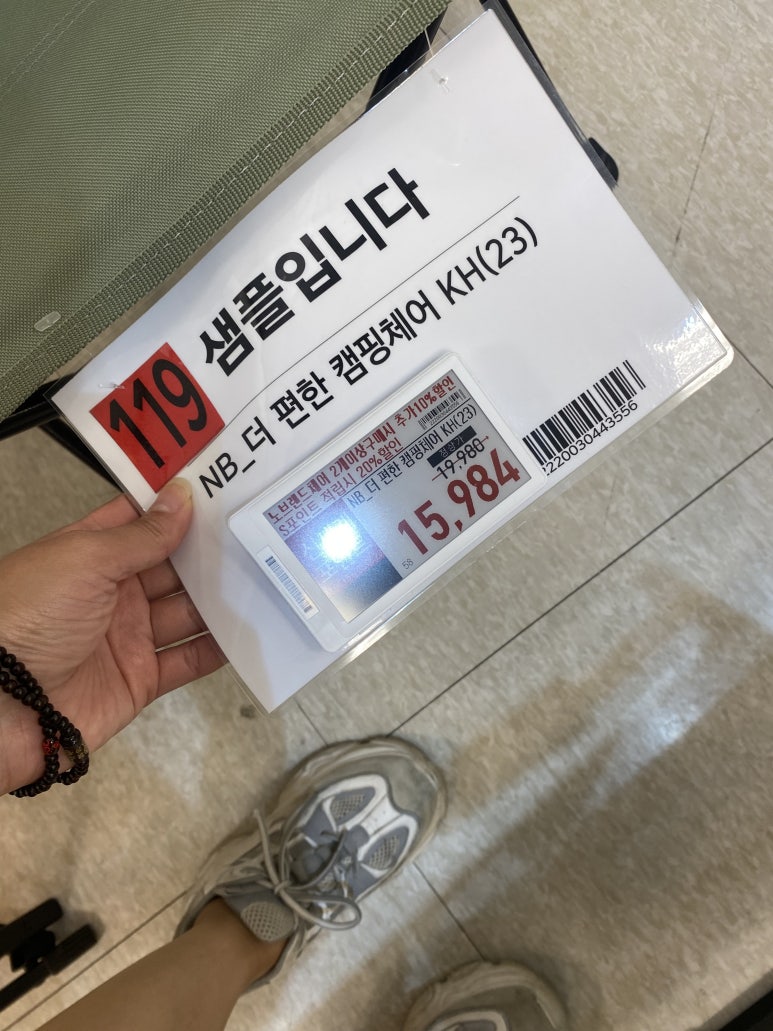 119
샘플입니다
NB_더 편한 캠핑체어 KH(23)
노브랜드체어 2개이상구매시 추가10%할인
S포인트 적립시 20%할인
NB_더 편한 캠핑체어 KH(23)
정상가
19,980
15,984
58
2220030443556